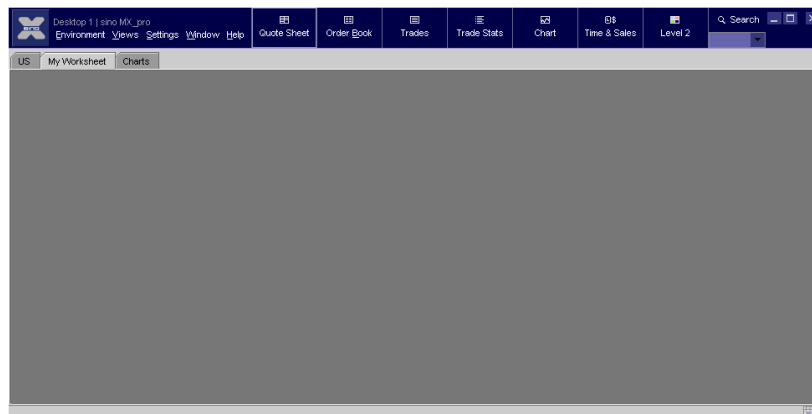 Desktop 1 | sino MX_pro
Environment Views Settings Window Help
Quote Sheet
Order Book
Trades
Trade Stats
Chart
Time & Sales
Level 2
Search
US
My Worksheet
Charts